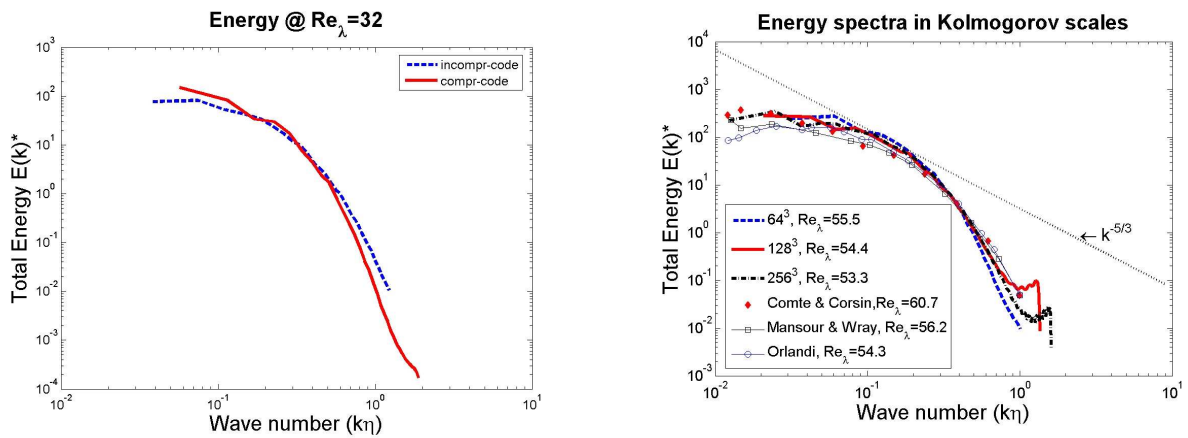 Energy @ Re_λ=32
incompr-code
compr-code
Total Energy E(k)*
10^3
10^2
10^1
10^0
10^-1
10^-2
10^-3
10^-4
10^-2
10^-1
10^0
10^1
Wave number (kη)
Energy spectra in Kolmogorov scales
Total Energy E(k)*
10^4
10^3
10^2
10^1
10^0
10^-1
10^-2
10^-3
← k^-5/3
64^3, Re_λ=55.5
128^3, Re_λ=54.4
256^3, Re_λ=53.3
Comte & Corsin,Re_λ=60.7
Mansour & Wray, Re_λ=56.2
Orlandi, Re_λ=54.3
10^-2
10^-1
10^0
10^1
Wave number (kη)